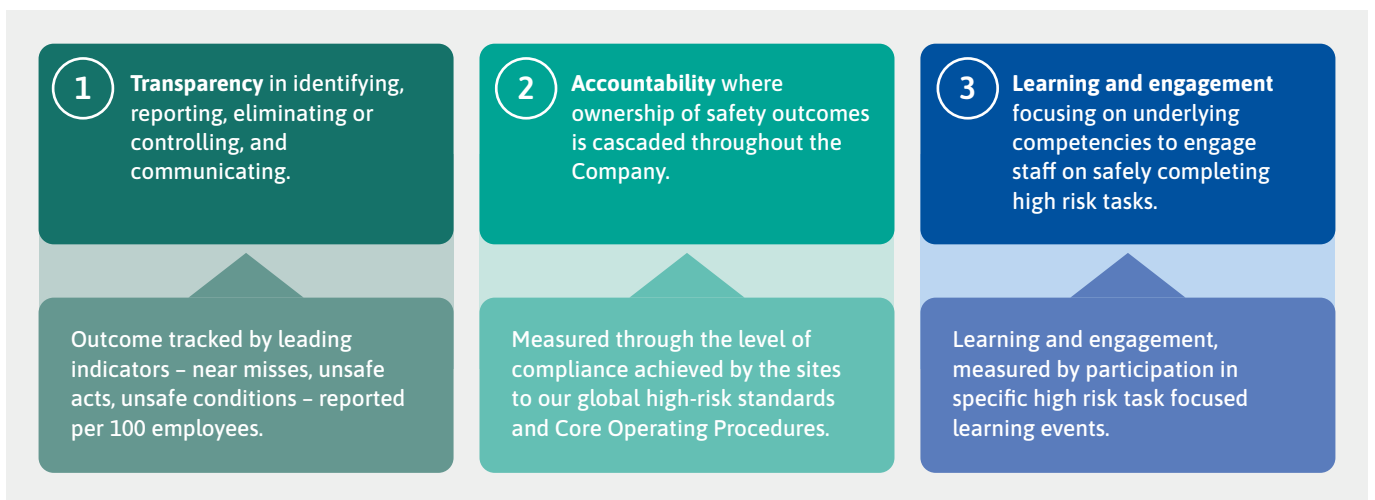 1
Transparency in identifying,
reporting, eliminating or
controlling, and
communicating.
Outcome tracked by leading
indicators – near misses, unsafe
acts, unsafe conditions – reported
per 100 employees.
2
Accountability where
ownership of safety outcomes
is cascaded throughout the
Company.
Measured through the level of
compliance achieved by the sites
to our global high-risk standards
and Core Operating Procedures.
3
Learning and engagement
focusing on underlying
competencies to engage
staff on safely completing
high risk tasks.
Learning and engagement,
measured by participation in
specific high risk task focused
learning events.